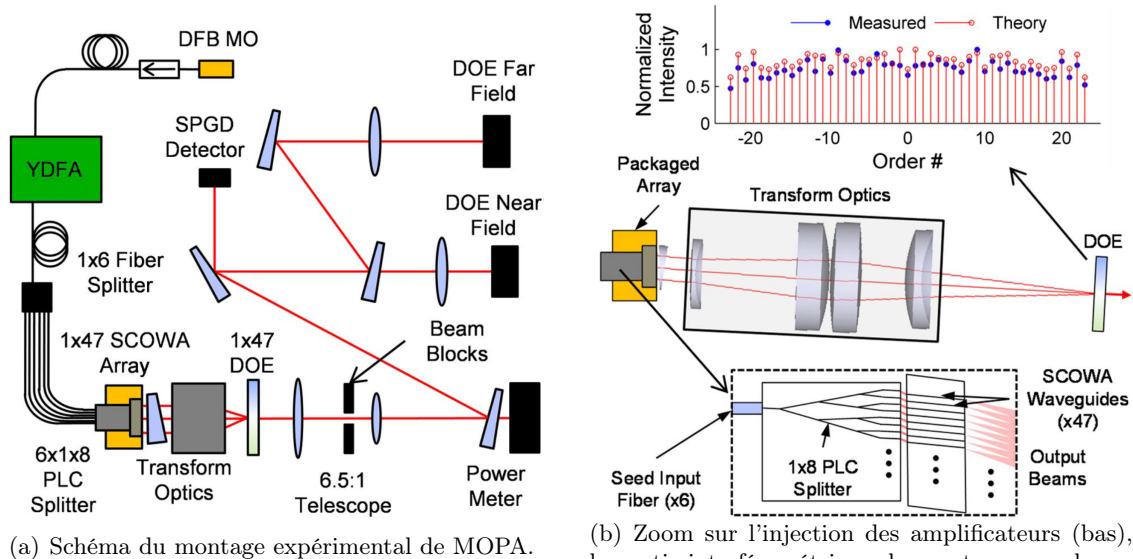 DFB MO
YDFA
SPGD
Detector
DOE Far
Field
DOE Near
Field
1x6 Fiber
Splitter
1x47 SCOWA
Array
1x47
DOE
Beam
Blocks
6x1x8
PLC
Splitter
Transform
Optics
6.5:1
Telescope
Power
Meter
(a) Schéma du montage expérimental de MOPA.
Measured
Theory
Normalized
Intensity
1
0.5
0
-20
-10
0
10
20
Order #
Packaged
Array
Transform Optics
DOE
SCOWA
Waveguides
(x47)
Seed Input
Fiber (x6)
1x8 PLC
Splitter
Output
Beams
(b) Zoom sur l'injection des amplificateurs (bas),